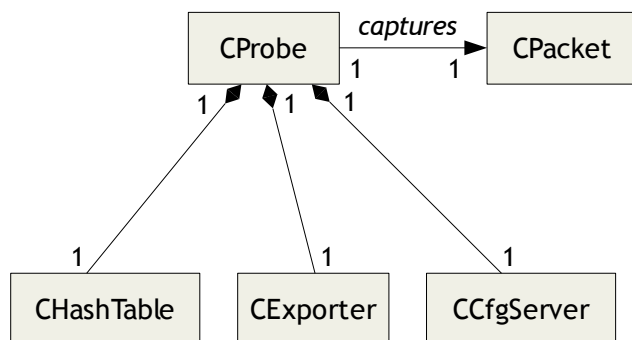 captures
CProbe
CPacket
1
1
1
1
1
1
1
1
CHashTable
CExporter
CCfgServer